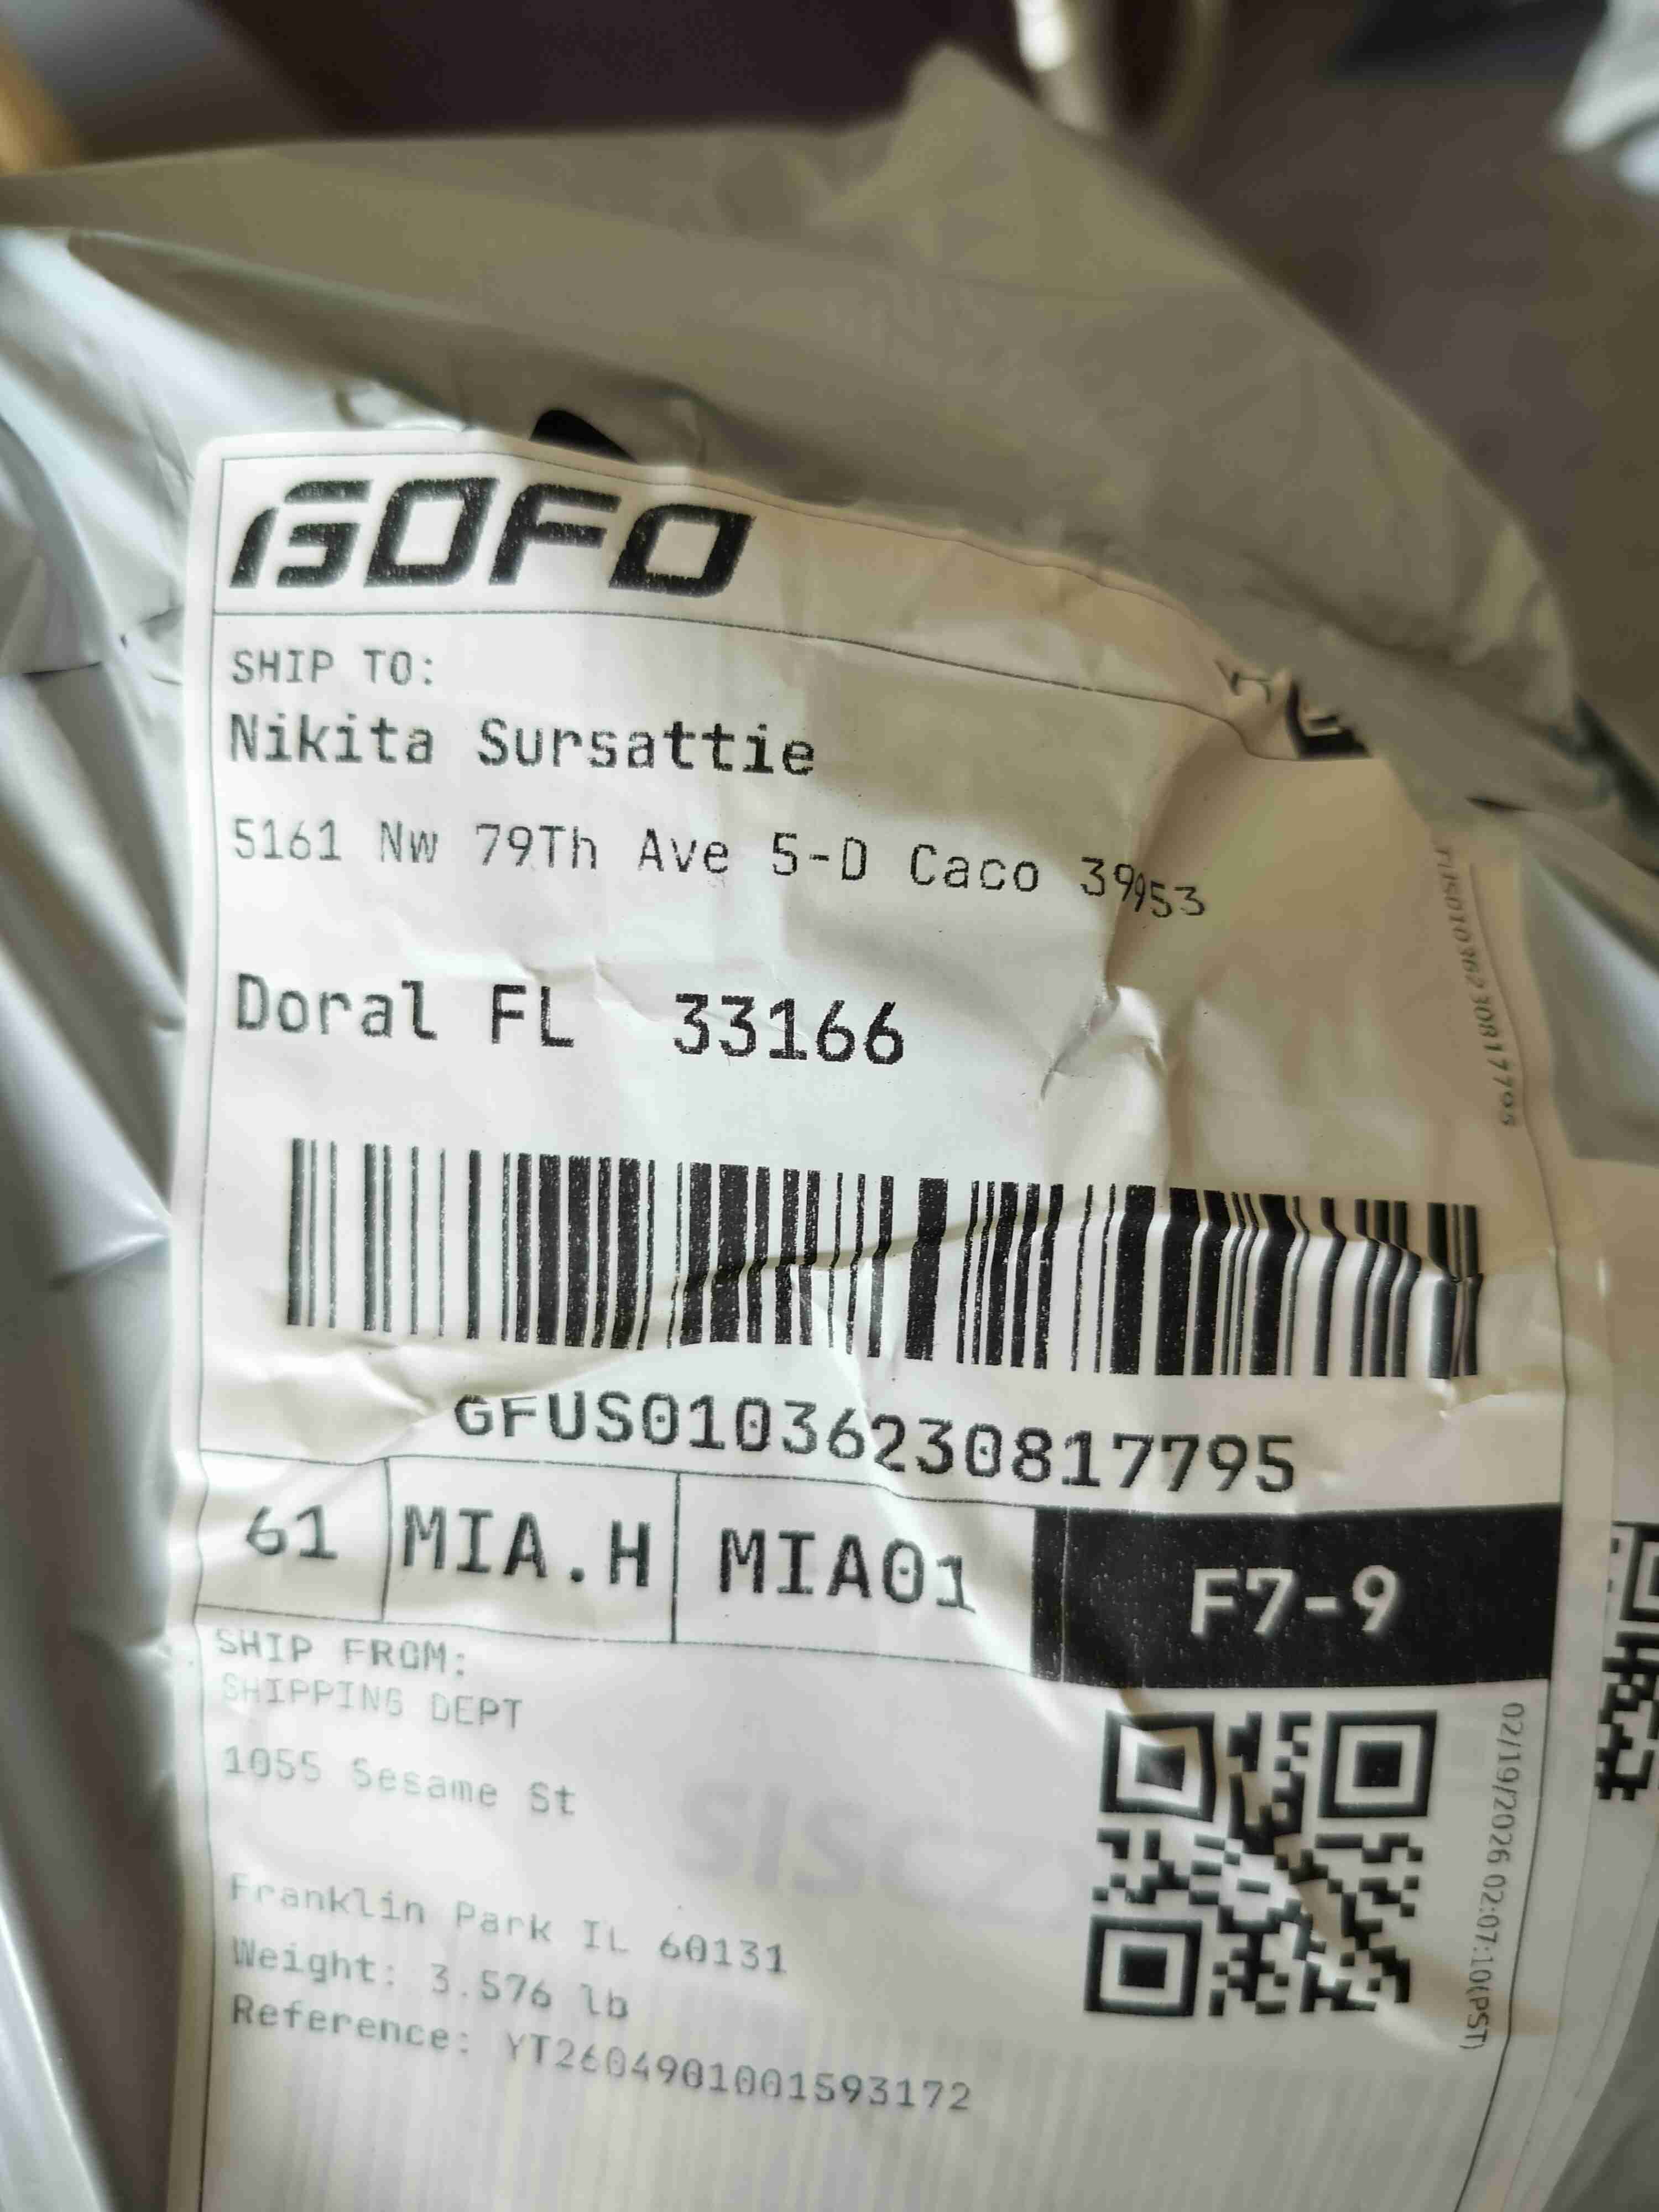 GOFO
SHIP TO:
Nikita Sursattie
5161 Nw 79Th Ave 5-D Caco 39953
Doral FL 33166
GFUS01036230817795
61 MIA.H MIA01 F7-9
SHIP FROM:
SHIPPING DEPT
1055 Sesame St
Franklin Park IL 60131
Weight: 3.576 lb
Reference: YT2604901001593172
02/19/2026 02:07:10(PST)